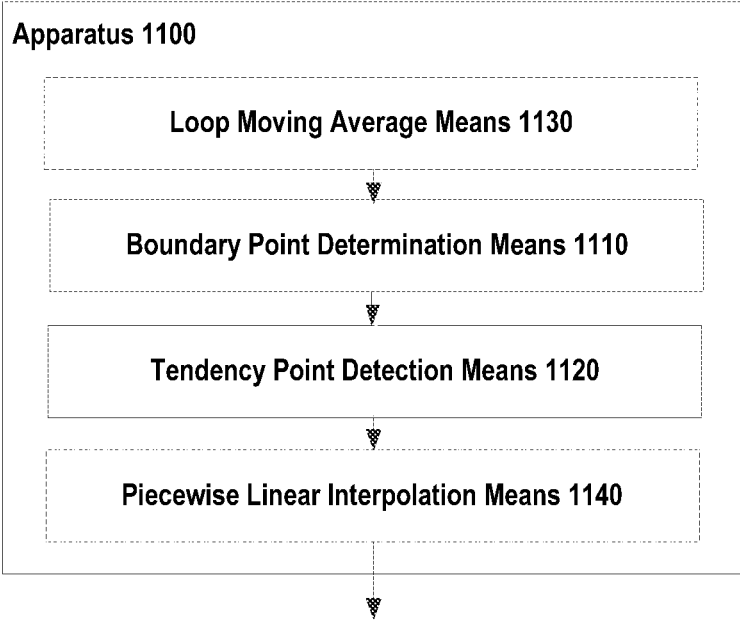 Apparatus 1100
Loop Moving Average Means 1130
Boundary Point Determination Means 1110
Tendency Point Detection Means 1120
Piecewise Linear Interpolation Means 1140